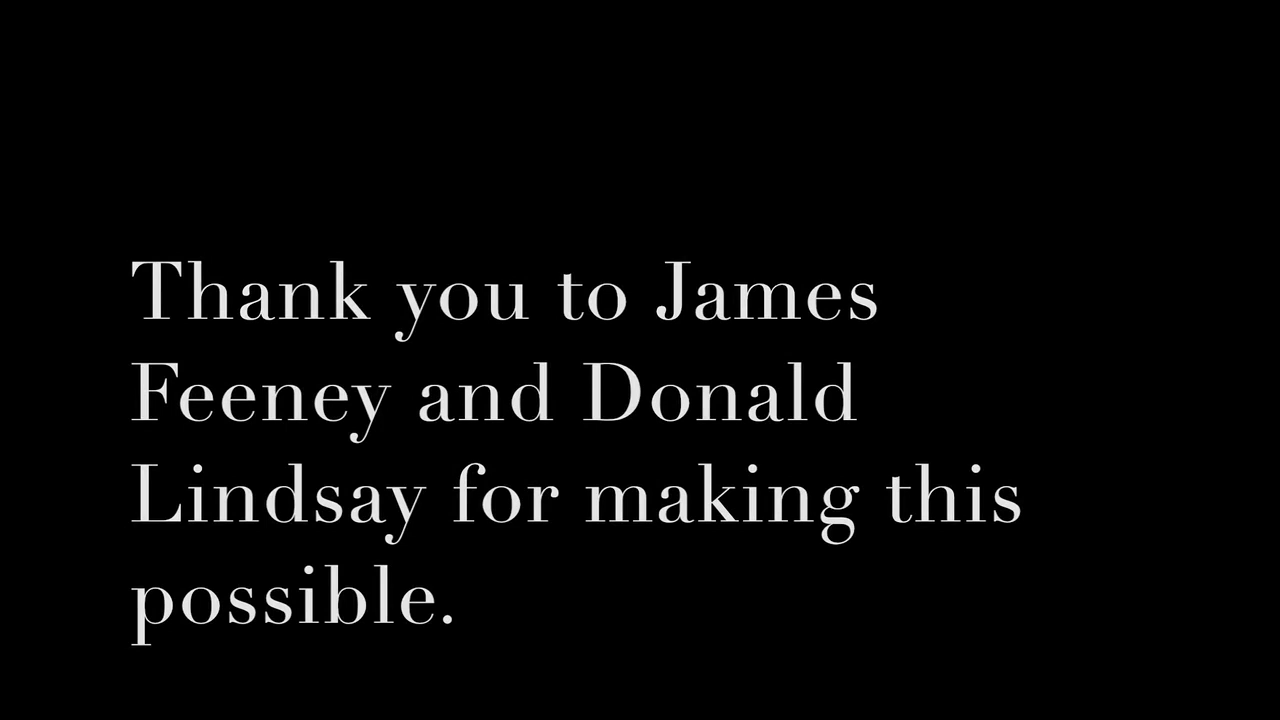 Thank you to James
Feeney and Donald
Lindsay for making this
possible.